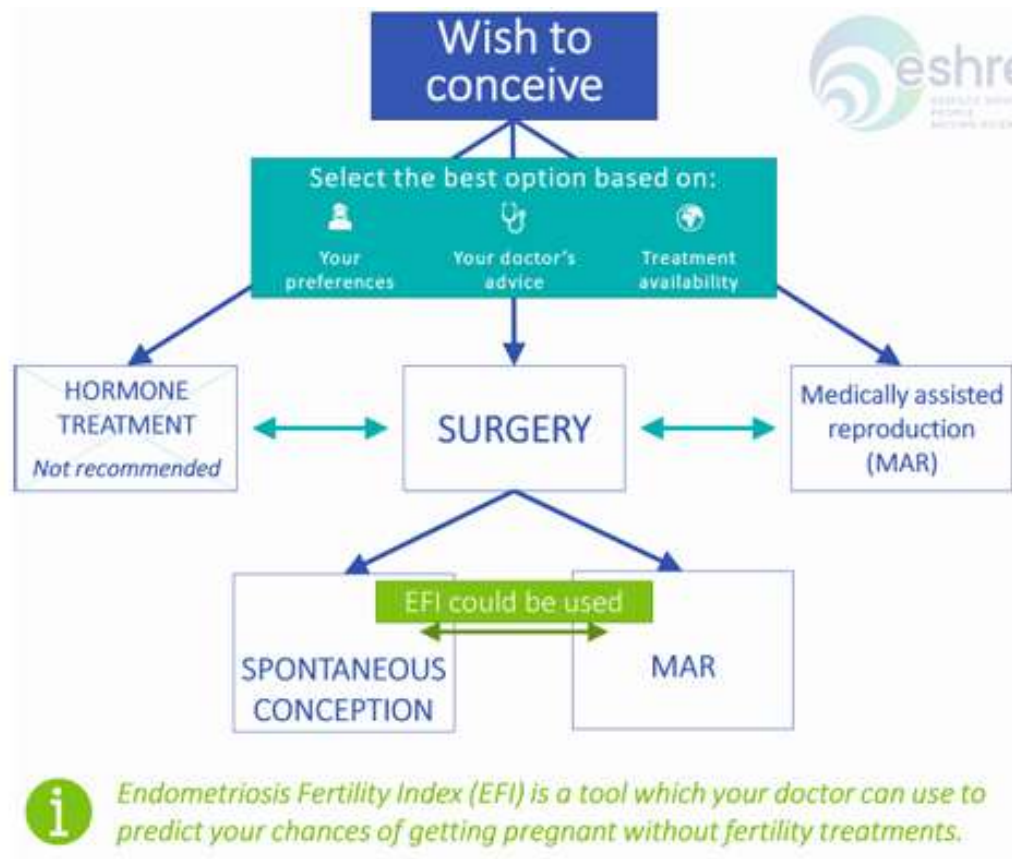 Wish to
conceive
eshre
Select the best option based on:
Your
preferences
Your doctor's
advice
Treatment
availability
HORMONE
TREATMENT
Not recommended
SURGERY
Medically assisted
reproduction
(MAR)
EFI could be used
SPONTANEOUS
CONCEPTION
MAR
i
Endometriosis Fertility Index (EFI) is a tool which your doctor can use to
predict your chances of getting pregnant without fertility treatments.